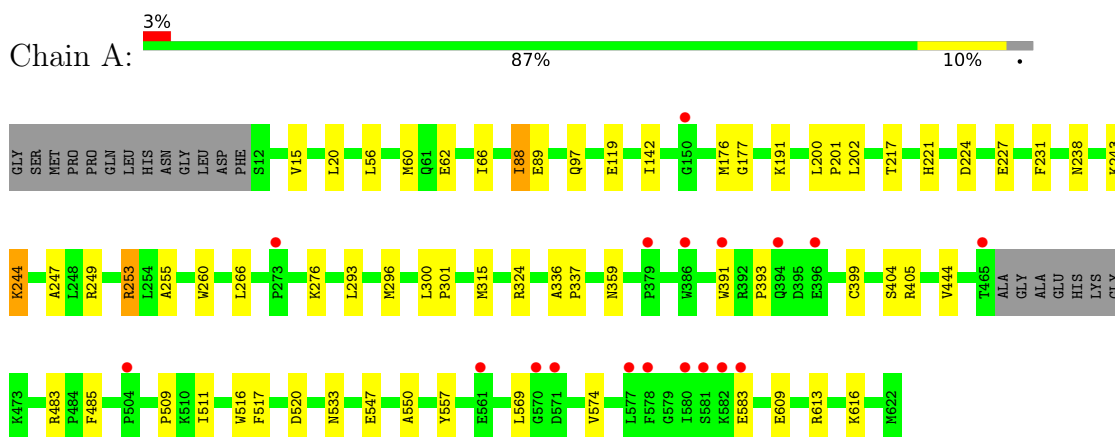 3%
Chain A:
87% 10% •
GLY SER MET PRO PRO GLN LEU HIS ASN GLY LEU ASP PHE S12 V15 L20 L56 M60 Q61 E62 I66 I88 E89 Q97 E119 I142 G150 M176 G177 K191 L200 P201 L202 T217 H221 D224 E227 F231 N238 K243
K244 A247 L248 R249 R253 L254 A255 W260 L266 P273 K276 L293 M296 L300 P301 M315 R324 A336 P337 N359 P379 W386 W391 R392 P393 Q394 D395 E396 C399 S404 R405 V444 T465 ALA GLY ALA GLU HIS LYS GLY
K473 R483 P484 F485 P504 P509 K510 I511 W516 F517 D520 N533 E547 A550 Y557 E561 L569 G570 D571 V574 L577 F578 G579 I580 S581 K582 E583 E609 R613 K616 M622